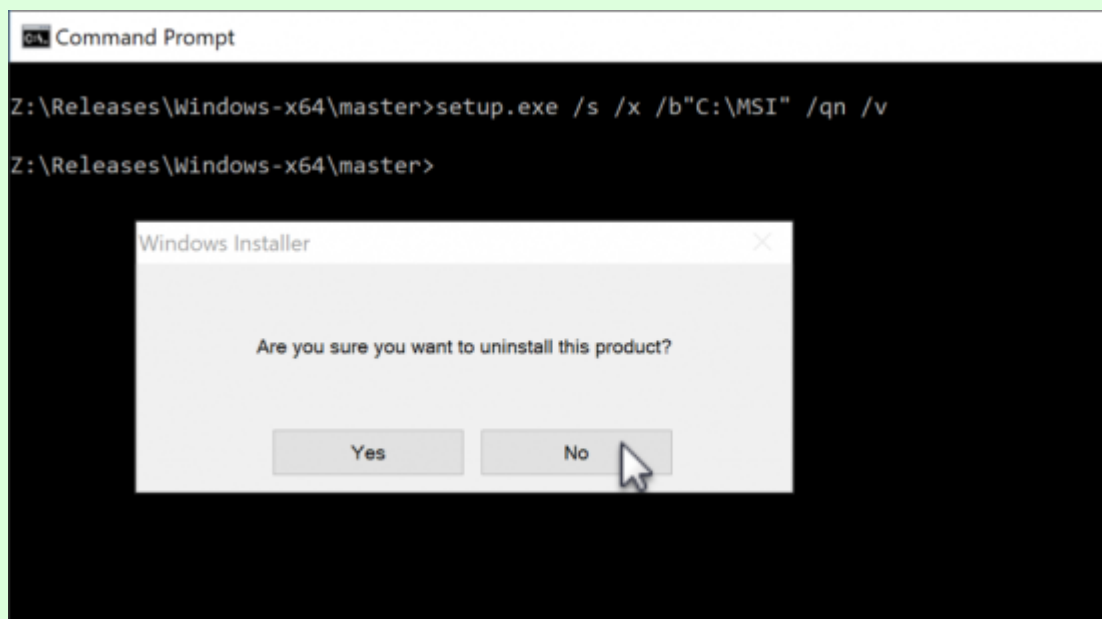 Command Prompt
Z:\Releases\Windows-x64\master>setup.exe /s /x /b"C:\MSI" /qn /v
Z:\Releases\Windows-x64\master>
Windows Installer
Are you sure you want to uninstall this product?
Yes No